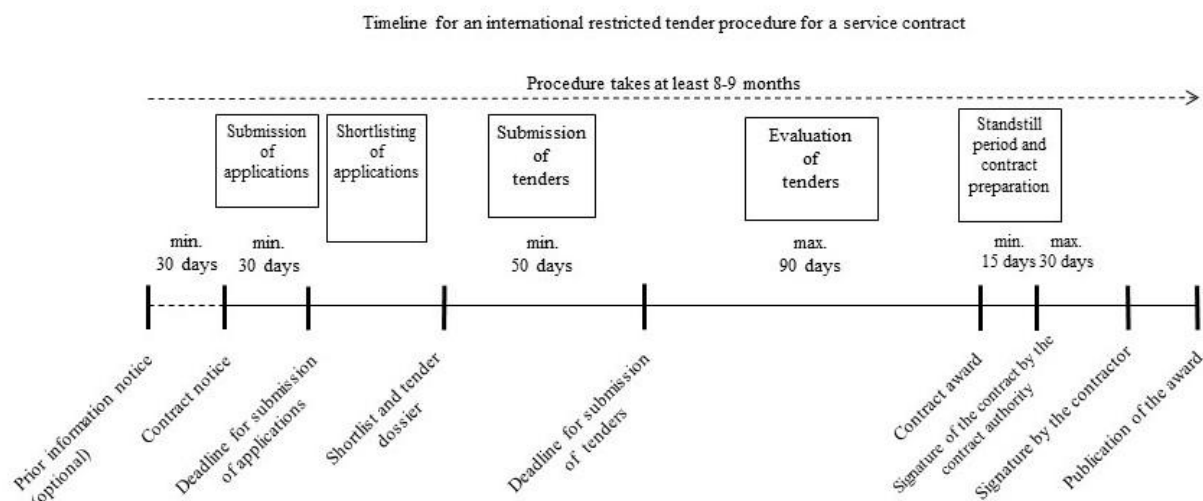 Timeline for an international restricted tender procedure for a service contract
Procedure takes at least 8-9 months
Submission
of
applications
Shortlisting
of
applications
Submission
of
tenders
Evaluation
of
tenders
Standstill
period and
contract
preparation
min.
30 days
min.
30 days
min.
50 days
max.
90 days
min.
15 days
max.
30 days
Prior information notice
(optional)
Contract notice
Deadline for submission
of applications
Shortlist and tender
dossier
Deadline for submission
of tenders
Contract award
Signature of the contract by the
contract authority
Signature by the contractor
Publication of the award